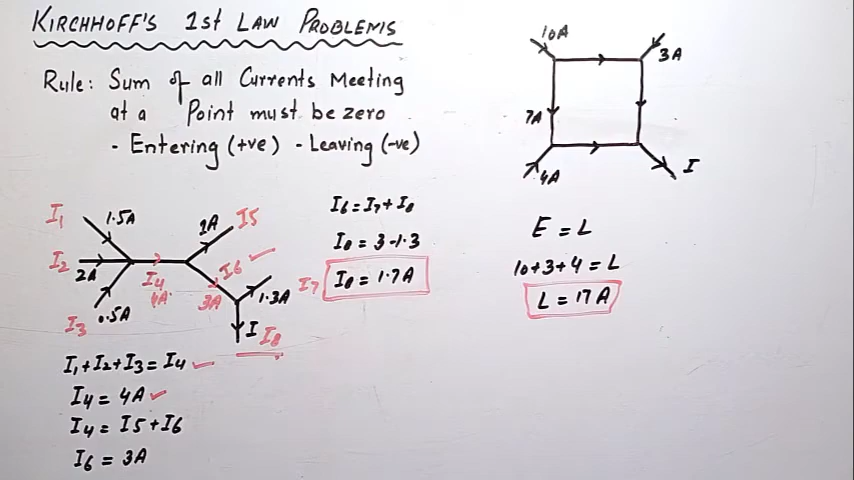 KIRCHHOFF'S 1st LAW PROBLEMS
Rule: Sum of all Currents Meeting
at a Point must be zero
- Entering (+ve) - Leaving (-ve)
I1 1.5A
I2 2A
I3 0.5A
I4 4A
1A I5
I6 3A
I7 1.3A
I I8
I1+I2+I3=I4
I4 = 4A
I4 = I5+I6
I6 = 3A
I6=I7+I8
I8 = 3-1.3
I8 = 1.7A
10A
3A
7A
4A
I
E = L
10+3+4 = L
L = 17A